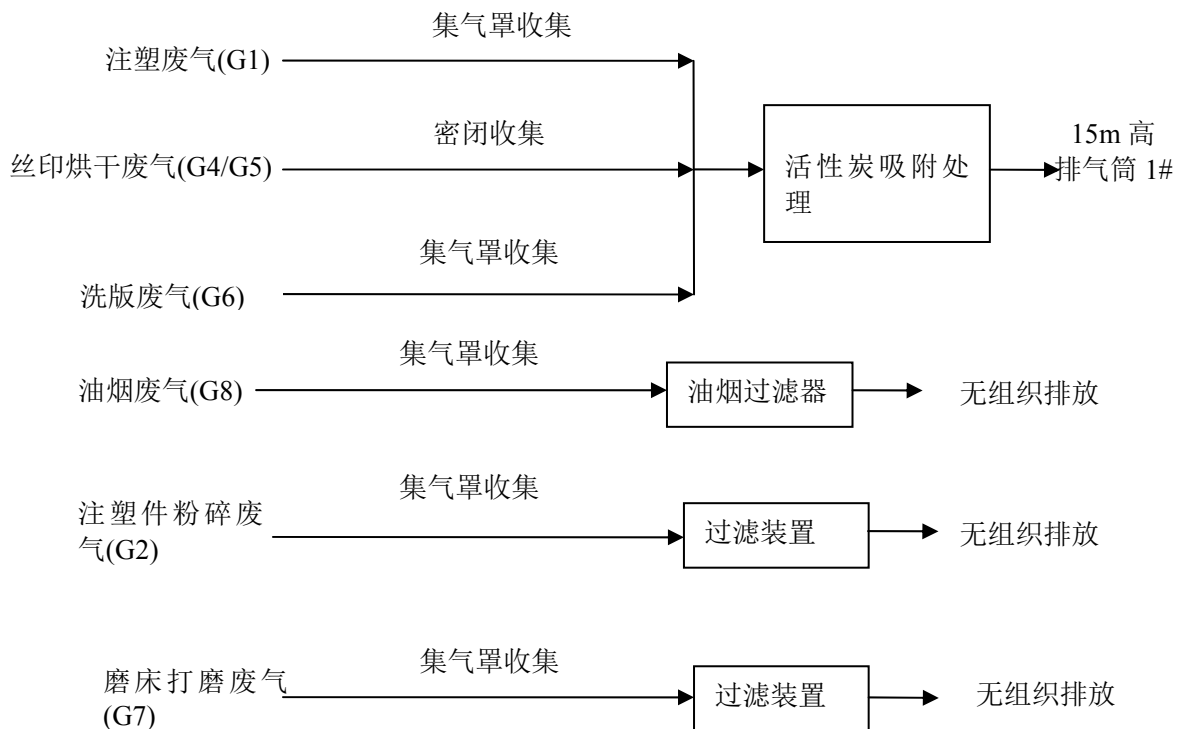 集气罩收集
注塑废气(G1)
密闭收集
丝印烘干废气(G4/G5)
活性炭吸附处
理
15m 高
排气筒 1#
集气罩收集
洗版废气(G6)
集气罩收集
油烟废气(G8)
油烟过滤器
无组织排放
集气罩收集
注塑件粉碎废
气(G2)
过滤装置
无组织排放
集气罩收集
磨床打磨废气
(G7)
过滤装置
无组织排放